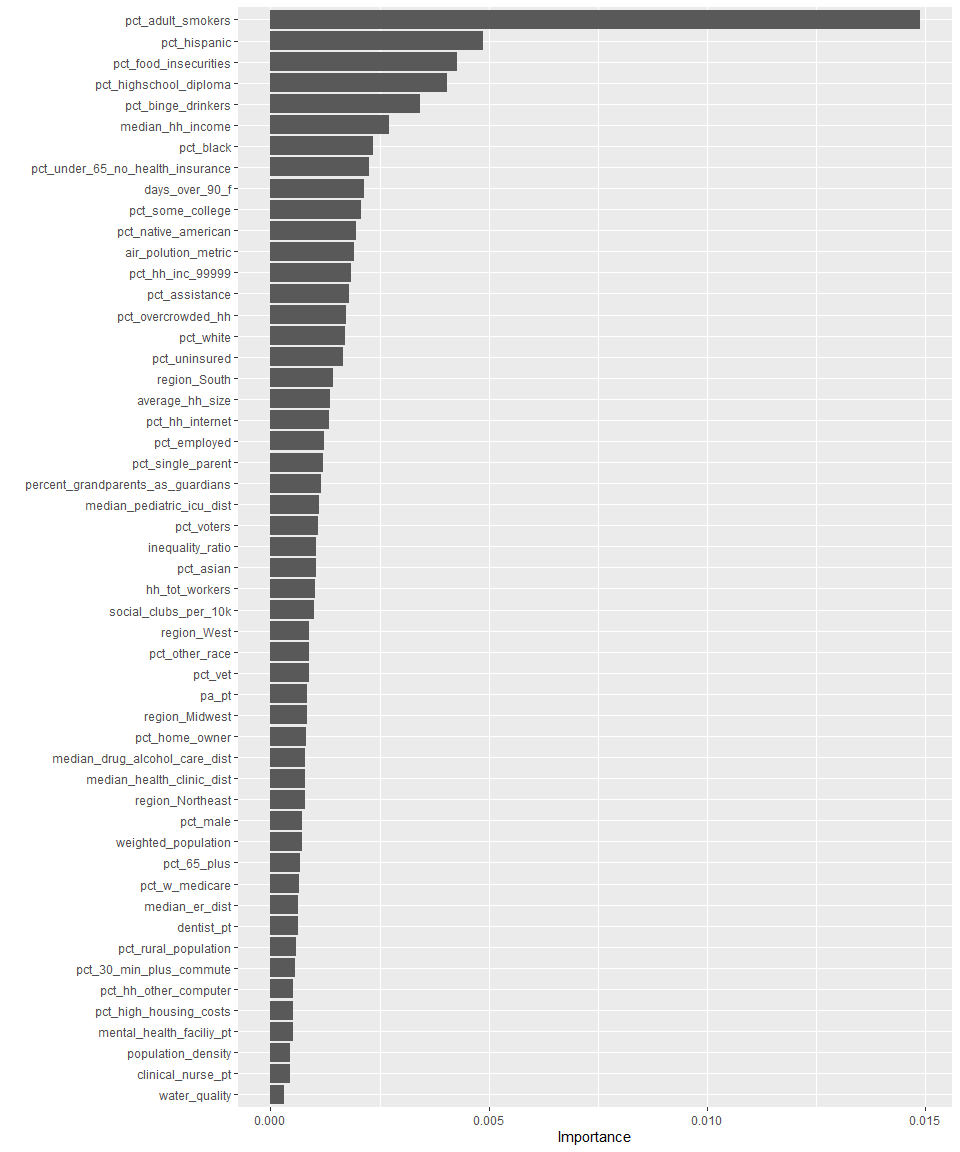 pct_adult_smokers
pct_hispanic
pct_food_insecurities
pct_highschool_diploma
pct_binge_drinkers
median_hh_income
pct_black
pct_under_65_no_health_insurance
days_over_90_f
pct_some_college
pct_native_american
air_polution_metric
pct_hh_inc_99999
pct_assistance
pct_overcrowded_hh
pct_white
pct_uninsured
region_South
average_hh_size
pct_hh_internet
pct_employed
pct_single_parent
percent_grandparents_as_guardians
median_pediatric_icu_dist
pct_voters
inequality_ratio
pct_asian
hh_tot_workers
social_clubs_per_10k
region_West
pct_other_race
pct_vet
pa_pt
region_Midwest
pct_home_owner
median_drug_alcohol_care_dist
median_health_clinic_dist
region_Northeast
pct_male
weighted_population
pct_65_plus
pct_w_medicare
median_er_dist
dentist_pt
pct_rural_population
pct_30_min_plus_commute
pct_hh_other_computer
pct_high_housing_costs
mental_health_faciliy_pt
population_density
clinical_nurse_pt
water_quality
0.000 0.005 0.010 0.015
Importance